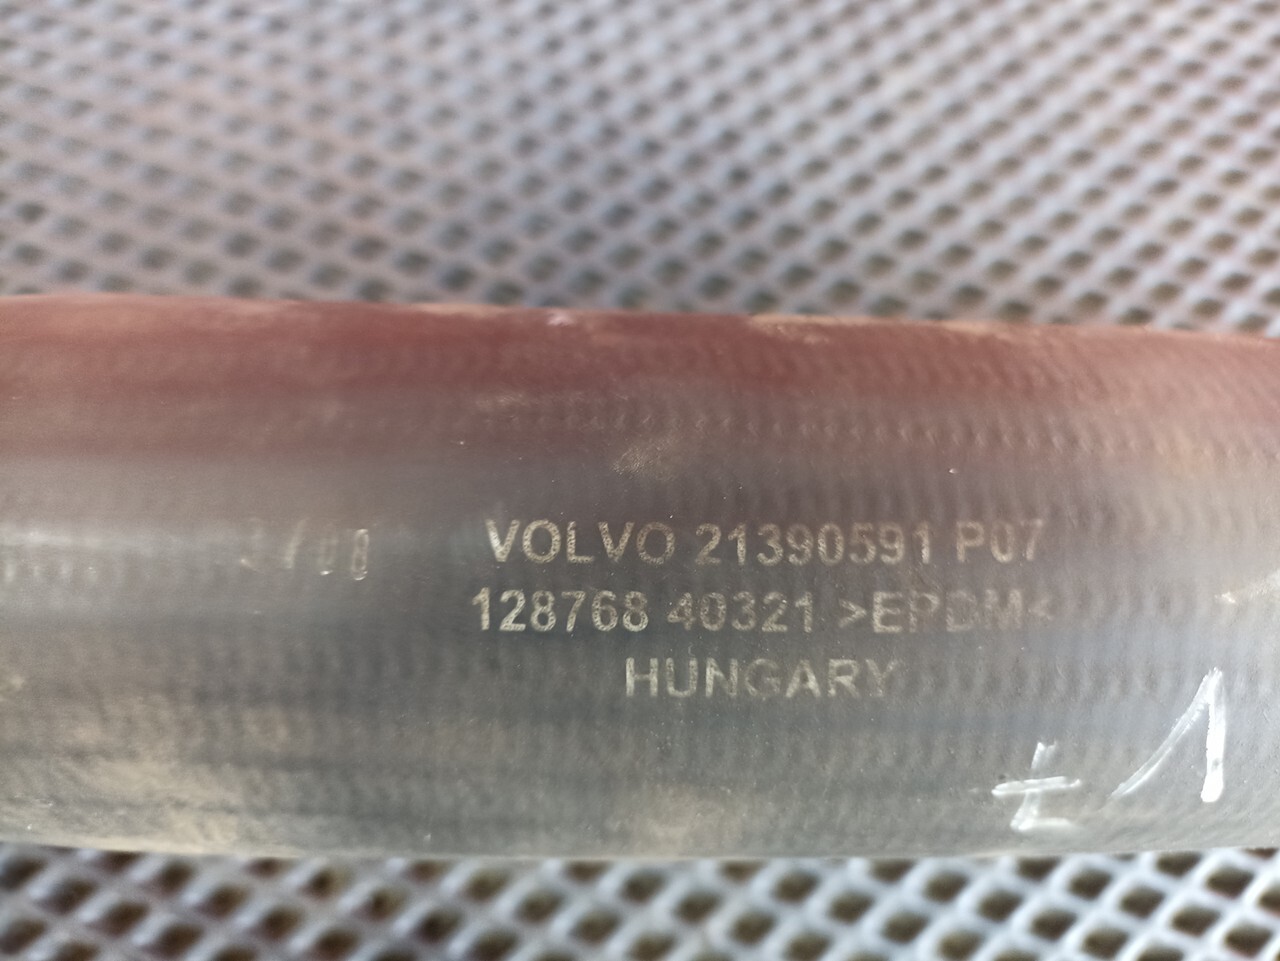 VOLVO 21390591 P07
128768 40321 >EPDM<
HUNGARY